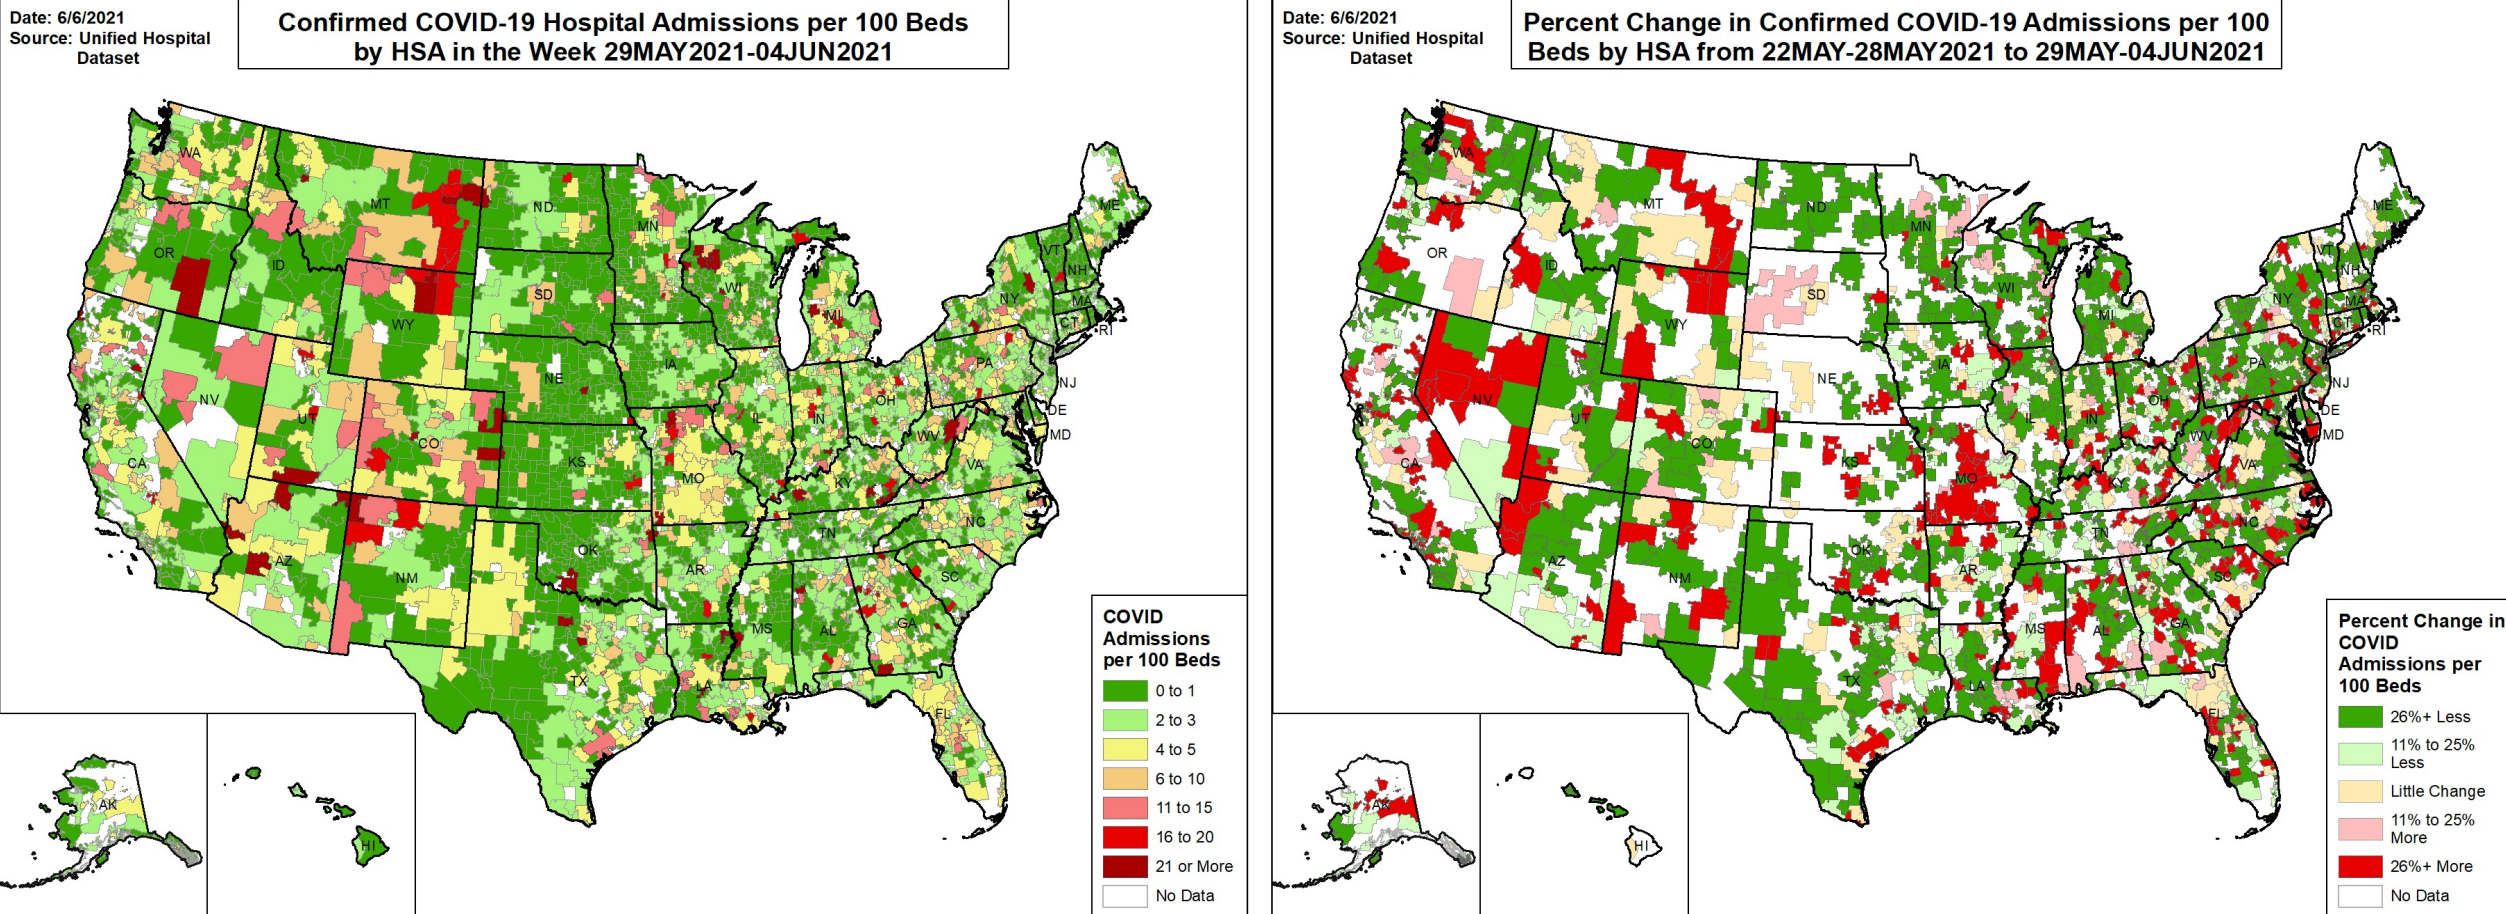 Date: 6/6/2021
Source: Unified Hospital
Dataset
Confirmed COVID-19 Hospital Admissions per 100 Beds
by HSA in the Week 29MAY2021-04JUN2021
WA
MT
ND
MN
ME
OR
ID
SD
WI
VT
NH
NY
MA
CT
RI
MI
WY
IA
NE
PA
NJ
NV
UT
CO
IL
IN
OH
DE
MD
WV
VA
CA
KS
MO
KY
NC
TN
OK
AR
AZ
NM
SC
MS
AL
GA
TX
LA
FL
AK
HI
COVID
Admissions
per 100 Beds
0 to 1
2 to 3
4 to 5
6 to 10
11 to 15
16 to 20
21 or More
No Data
Date: 6/6/2021
Source: Unified Hospital
Dataset
Percent Change in Confirmed COVID-19 Admissions per 100
Beds by HSA from 22MAY-28MAY2021 to 29MAY-04JUN2021
WA
MT
ND
MN
ME
OR
ID
SD
WI
VT
NH
NY
MA
CT
RI
MI
WY
IA
NE
PA
NJ
NV
UT
CO
IL
IN
OH
DE
MD
WV
VA
CA
KS
MO
KY
NC
TN
OK
AR
AZ
NM
SC
MS
AL
GA
TX
LA
FL
AK
HI
Percent Change in
COVID
Admissions per
100 Beds
26%+ Less
11% to 25%
Less
Little Change
11% to 25%
More
26%+ More
No Data